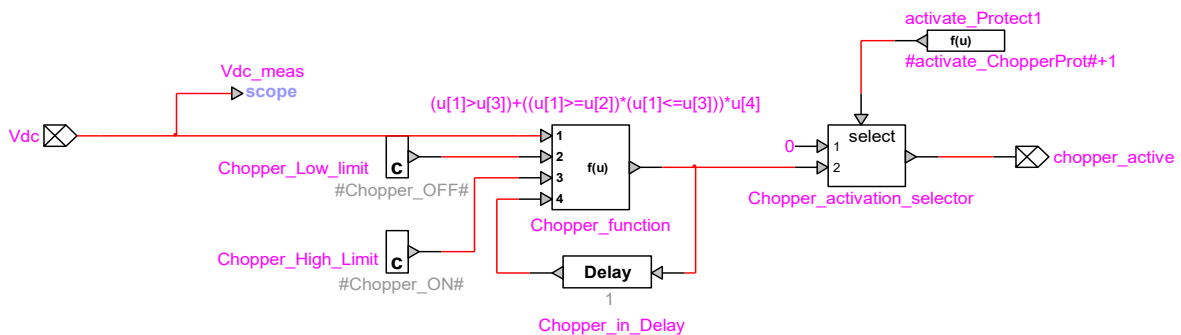 activate_Protect1
f(u)
#activate_ChopperProt#+1
Vdc_meas
scope
(u[1]>u[3])+((u[1]>=u[2])*(u[1]<=u[3]))*u[4]
Vdc
1
2
3
4
f(u)
Chopper_function
c
Chopper_Low_limit
#Chopper_OFF#
c
Chopper_High_Limit
#Chopper_ON#
Delay
1
Chopper_in_Delay
0
select
1
2
Chopper_activation_selector
chopper_active